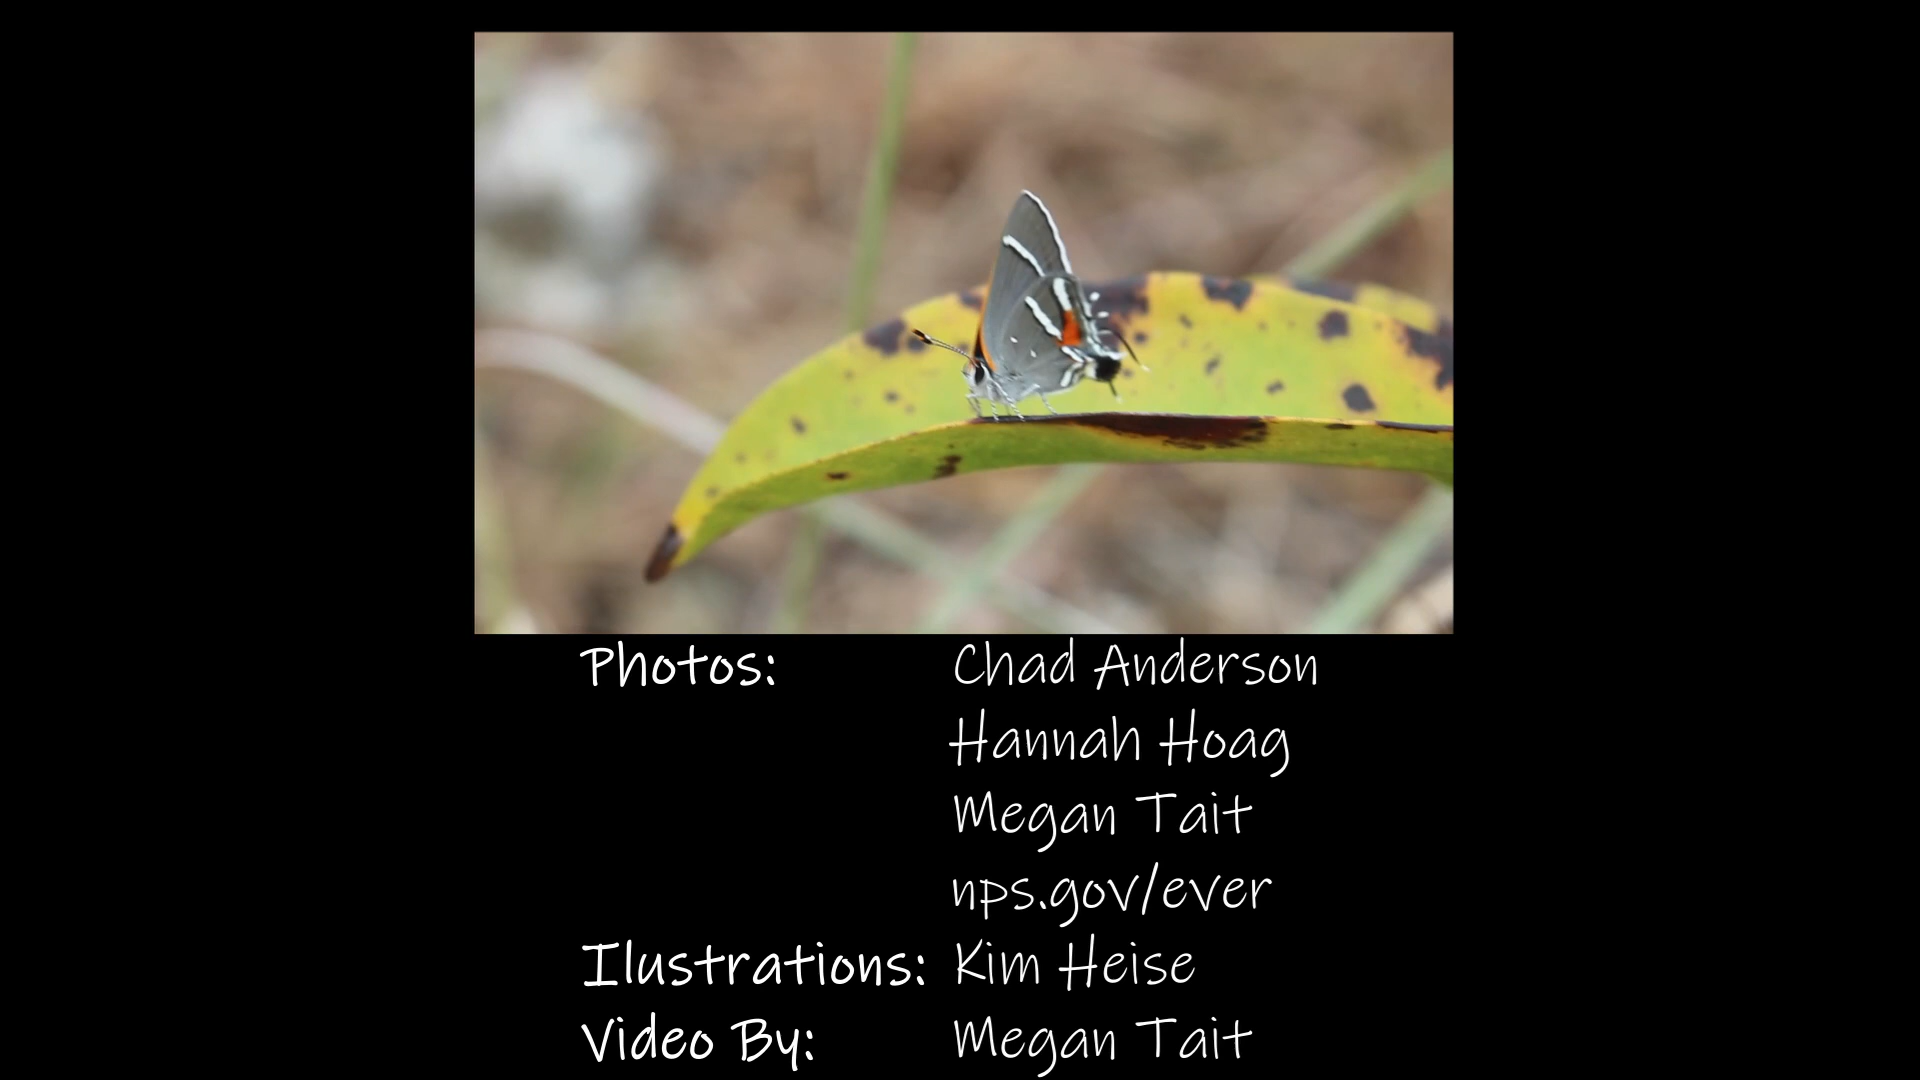 Photos: Chad Anderson
Hannah Hoag
Megan Tait
nps.gov/ever
Ilustrations: Kim Heise
Video By: Megan Tait